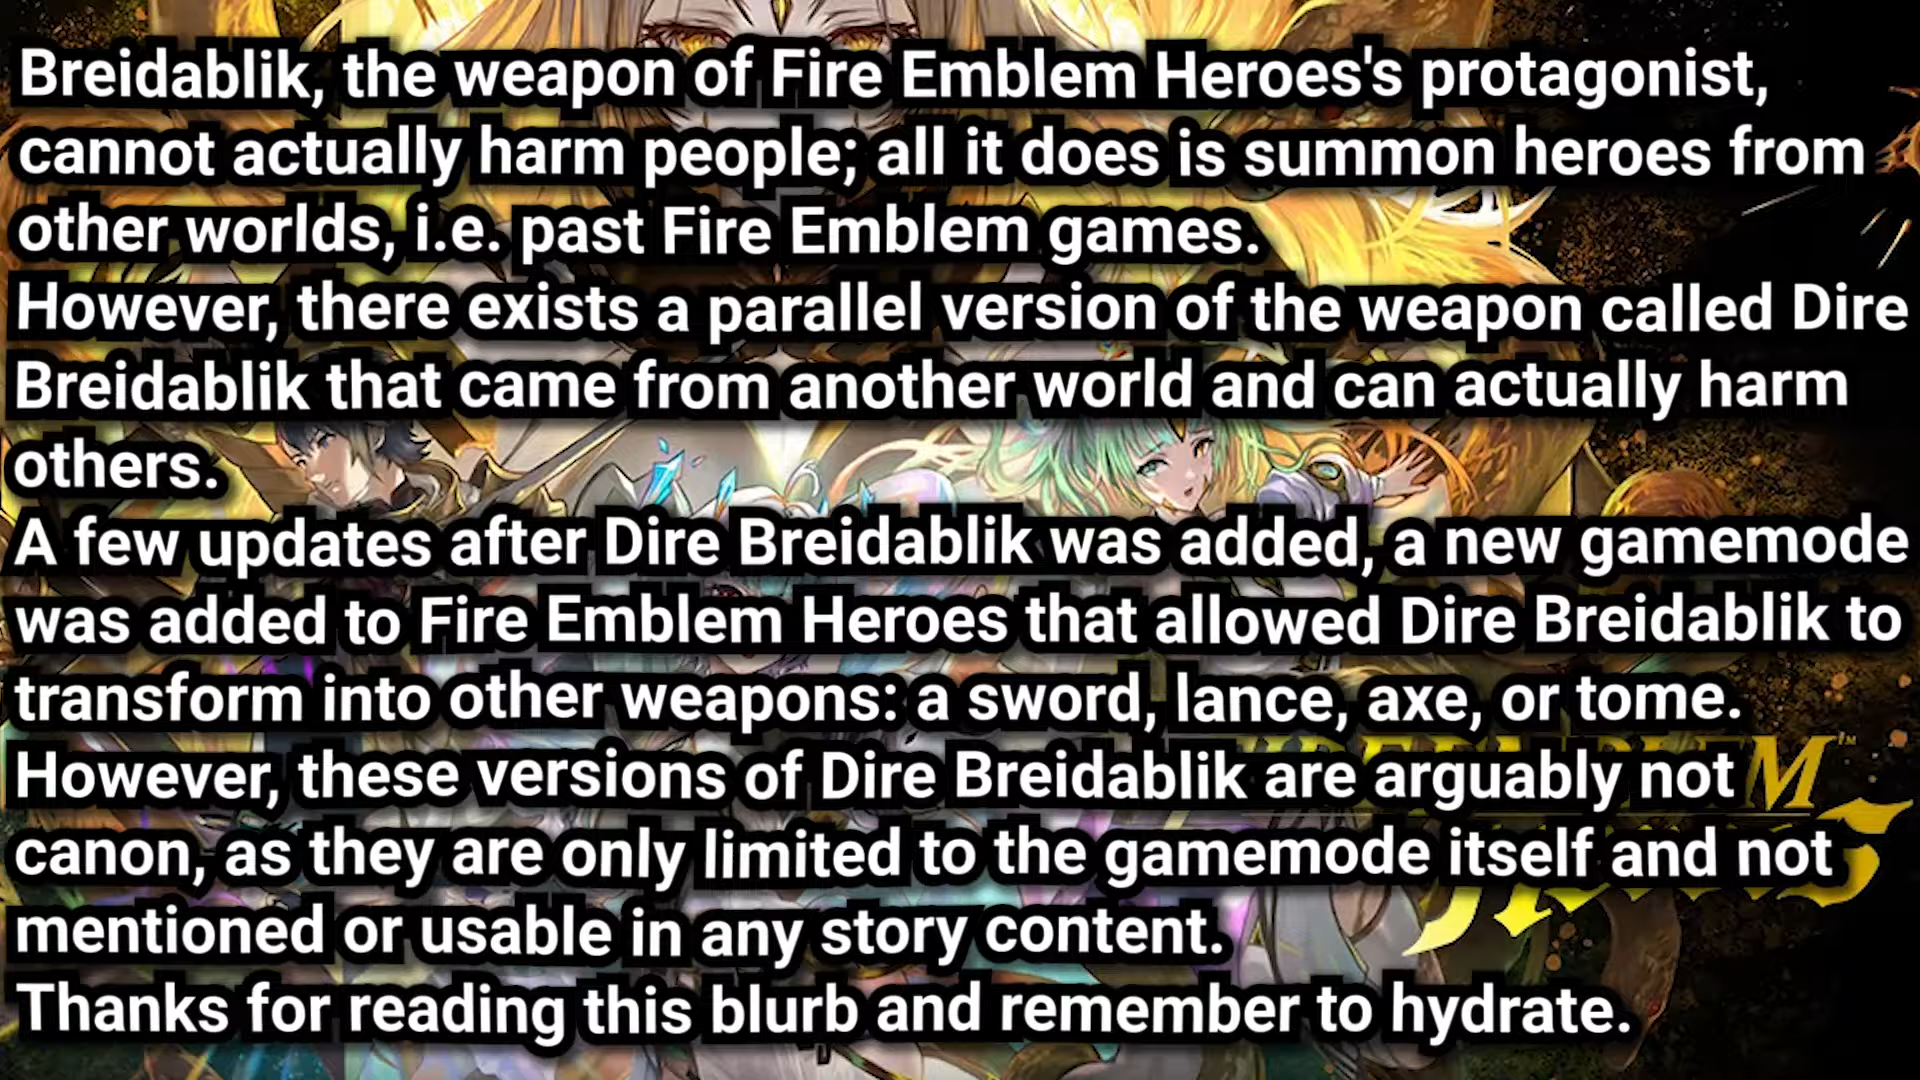 Breidablik, the weapon of Fire Emblem Heroes's protagonist,
cannot actually harm people; all it does is summon heroes from
other worlds, i.e. past Fire Emblem games.
However, there exists a parallel version of the weapon called Dire
Breidablik that came from another world and can actually harm
others.
A few updates after Dire Breidablik was added, a new gamemode
was added to Fire Emblem Heroes that allowed Dire Breidablik to
transform into other weapons: a sword, lance, axe, or tome.
However, these versions of Dire Breidablik are arguably not
canon, as they are only limited to the gamemode itself and not
mentioned or usable in any story content.
Thanks for reading this blurb and remember to hydrate.